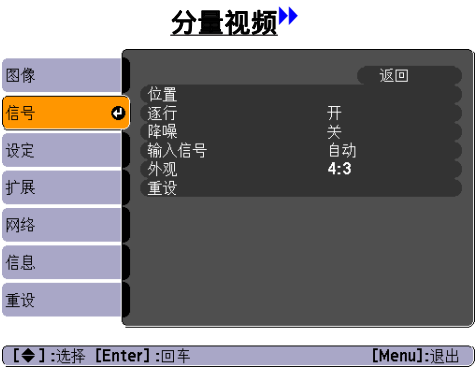 分量视频
图像
信号
设定
扩展
网络
信息
重设
返回
位置
逐行 开
降噪 关
输入信号 自动
外观 4:3
重设
[◆]:选择 [Enter]:回车 [Menu]:退出